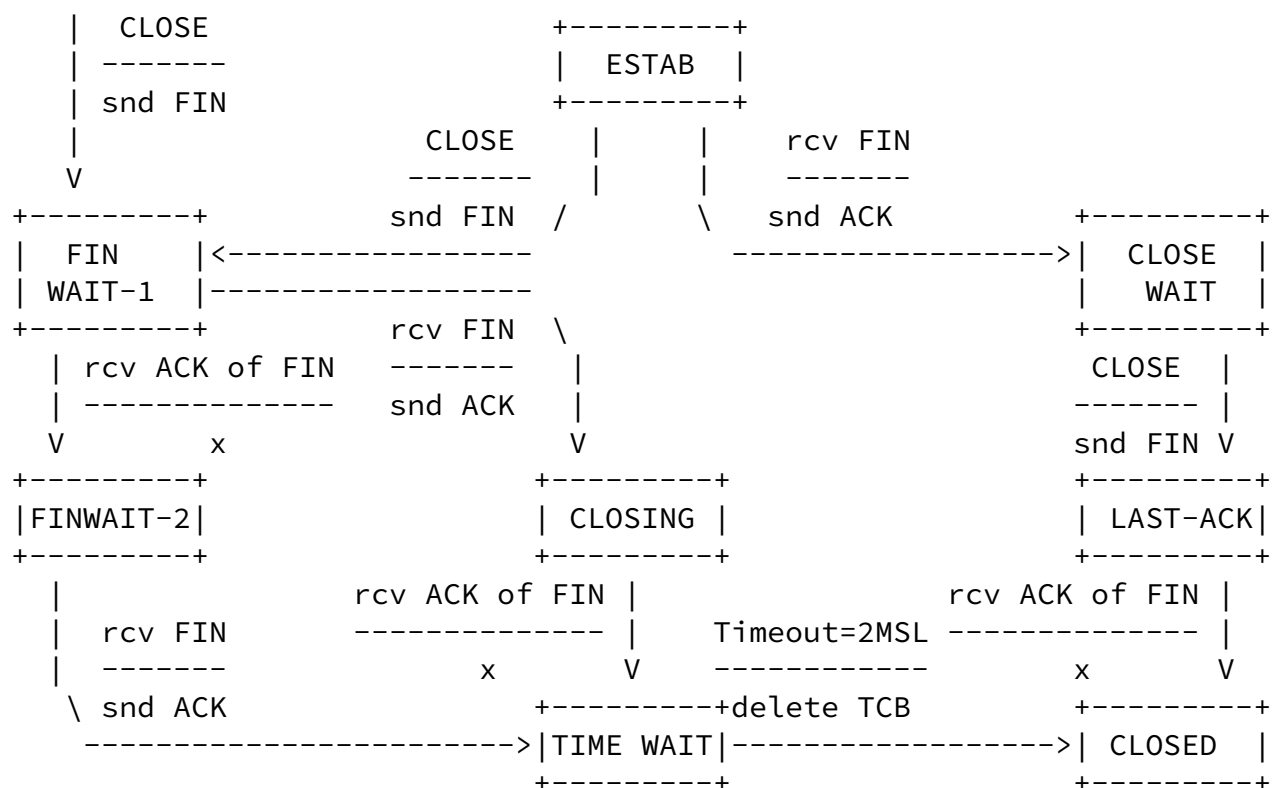 |  CLOSE                   +---------+
     | -------                  |  ESTAB  |
     | snd FIN                  +---------+
     |                   CLOSE    |     |    rcv FIN
     V                  -------   |     |    -------
  +---------+          snd FIN  /       \   snd ACK          +---------+
  |  FIN    |<-----------------           ------------------>|  CLOSE  |
  | WAIT-1  |------------------                              |   WAIT  |
  +---------+          rcv FIN  \                            +---------+
    | rcv ACK of FIN   -------   |                            CLOSE  |
    | --------------   snd ACK   |                           ------- |
    V        x                   V                           snd FIN V
  +---------+                  +---------+                   +---------+
  |FINWAIT-2|                  | CLOSING |                   | LAST-ACK|
  +---------+                  +---------+                   +---------+
    |                rcv ACK of FIN |                 rcv ACK of FIN |
    |  rcv FIN       -------------- |    Timeout=2MSL -------------- |
    |  -------              x       V    ------------        x       V
     \ snd ACK                 +---------+delete TCB         +---------+
      ------------------------>|TIME WAIT|------------------>| CLOSED  |
                               +---------+                   +---------+